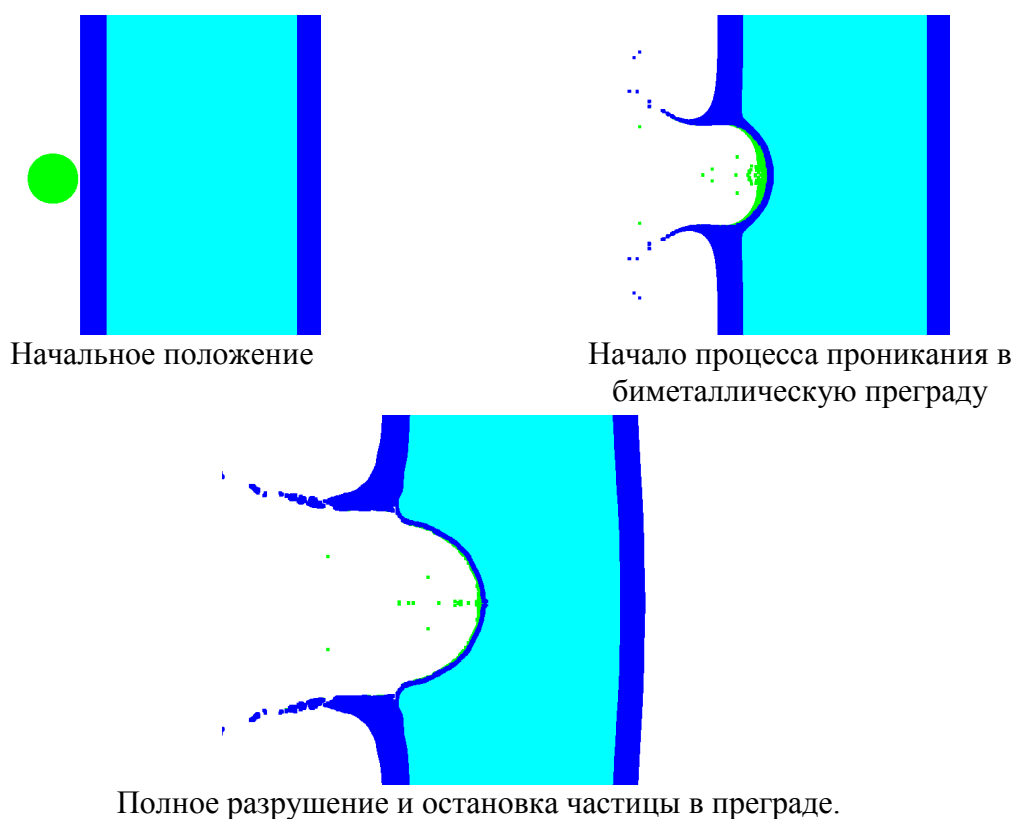 Начальное положение
Начало процесса проникания в
биметаллическую преграду
Полное разрушение и остановка частицы в преграде.